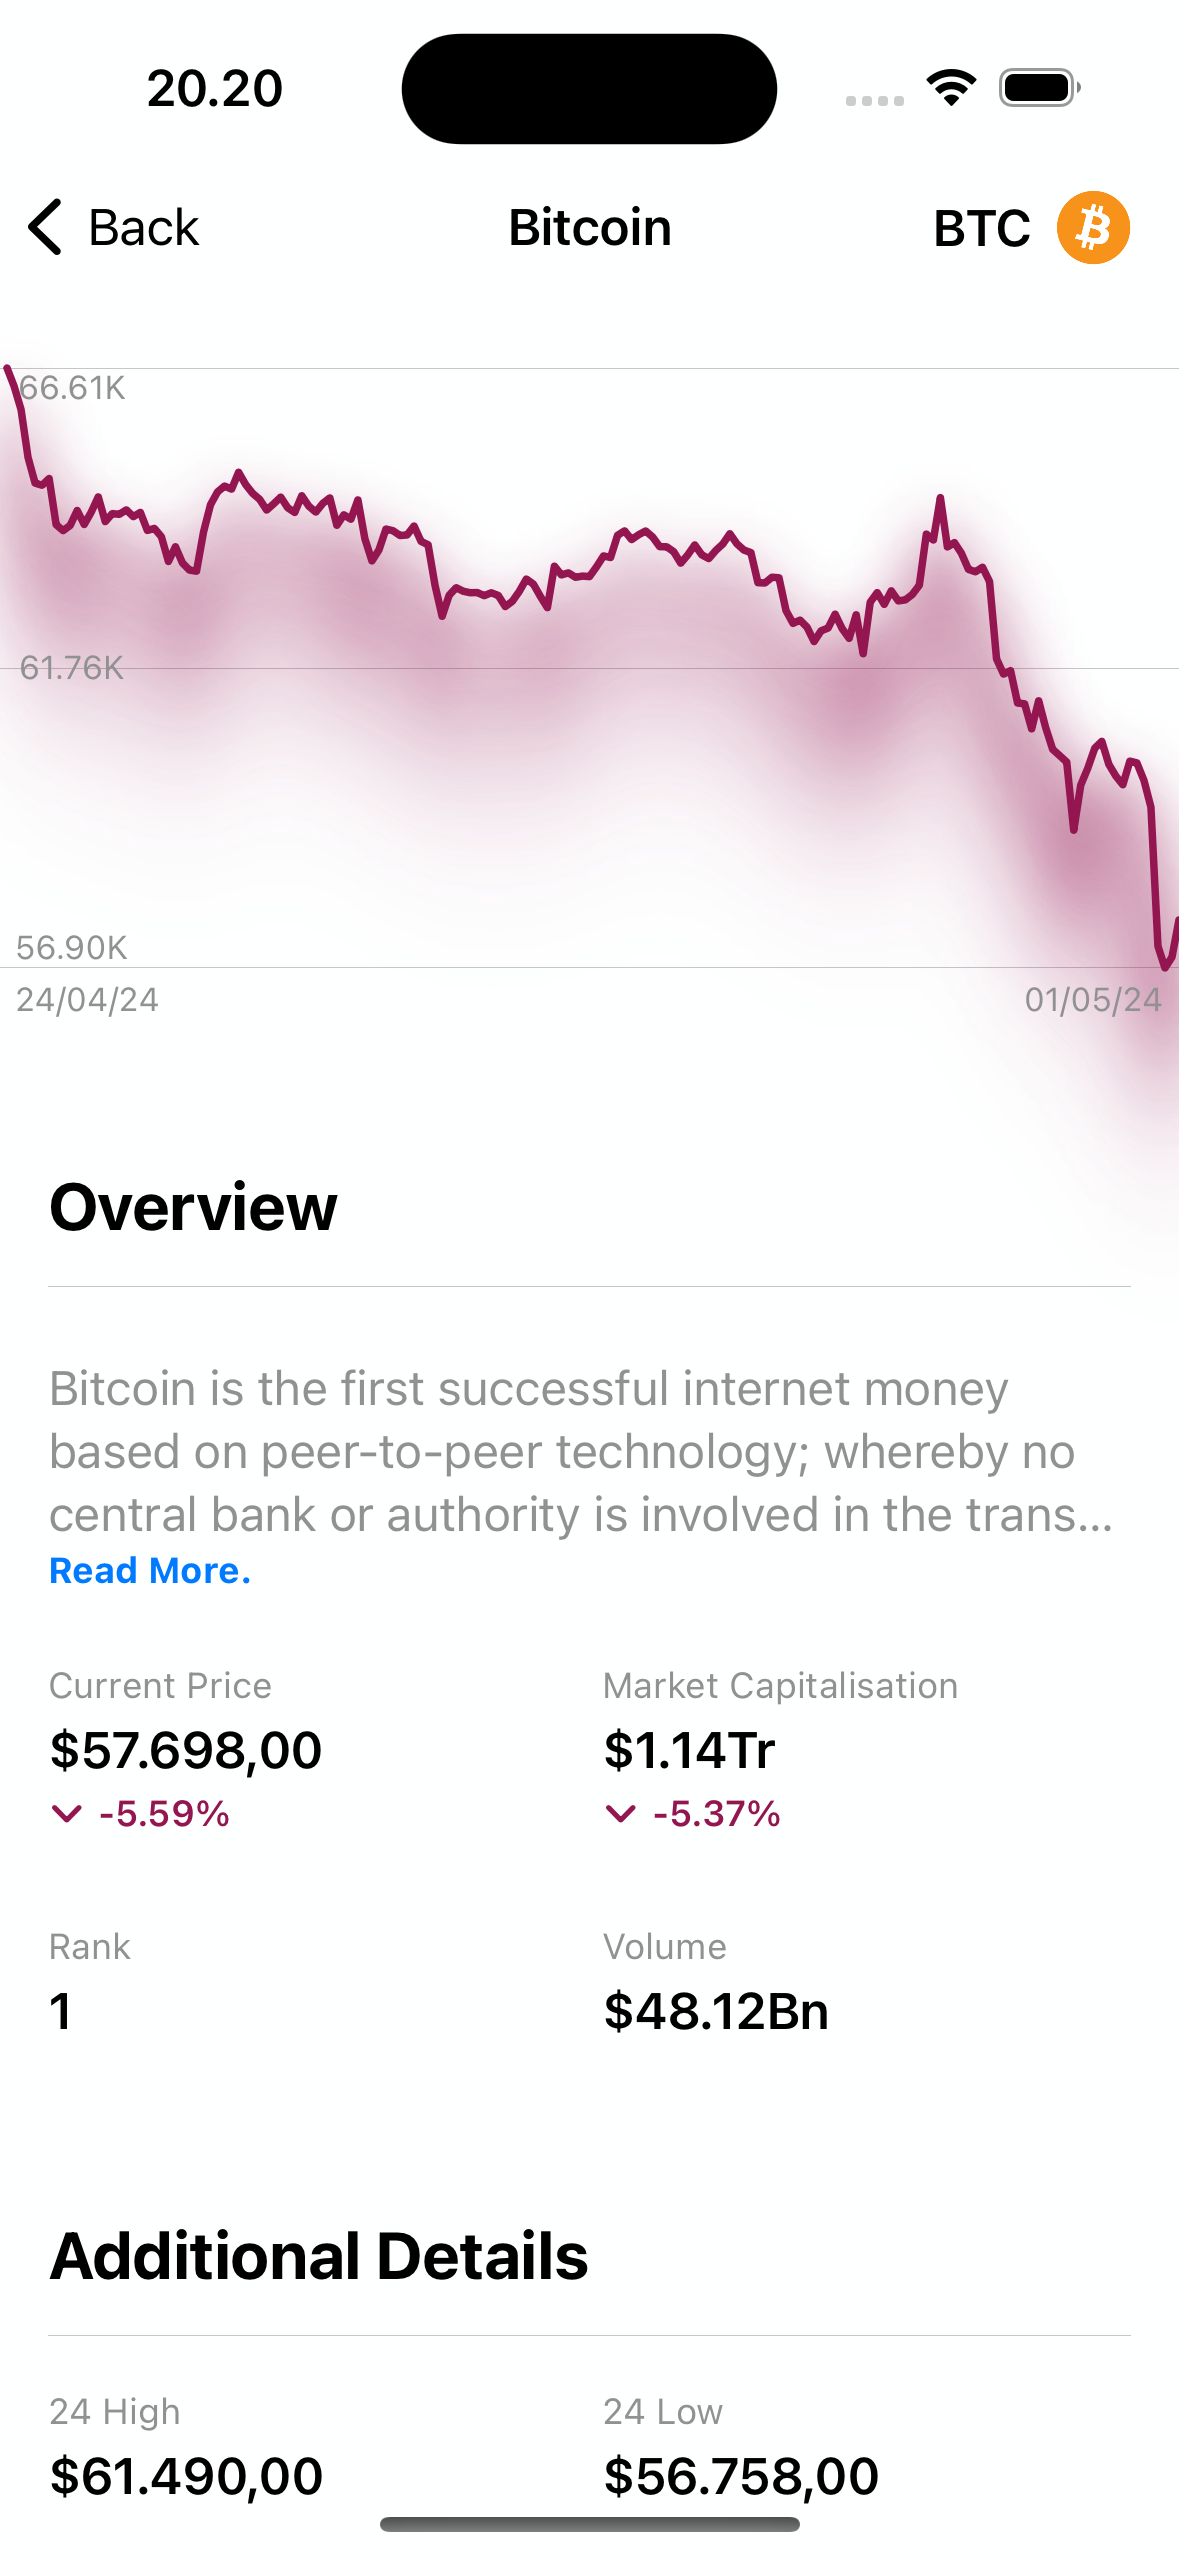 20.20
Back
Bitcoin
BTC
66.61K
61.76K
56.90K
24/04/24
01/05/24
Overview
Bitcoin is the first successful internet money
based on peer-to-peer technology; whereby no
central bank or authority is involved in the trans...
Read More.
Current Price
Market Capitalisation
$57.698,00
$1.14Tr
-5.59%
-5.37%
Rank
Volume
1
$48.12Bn
Additional Details
24 High
24 Low
$61.490,00
$56.758,00